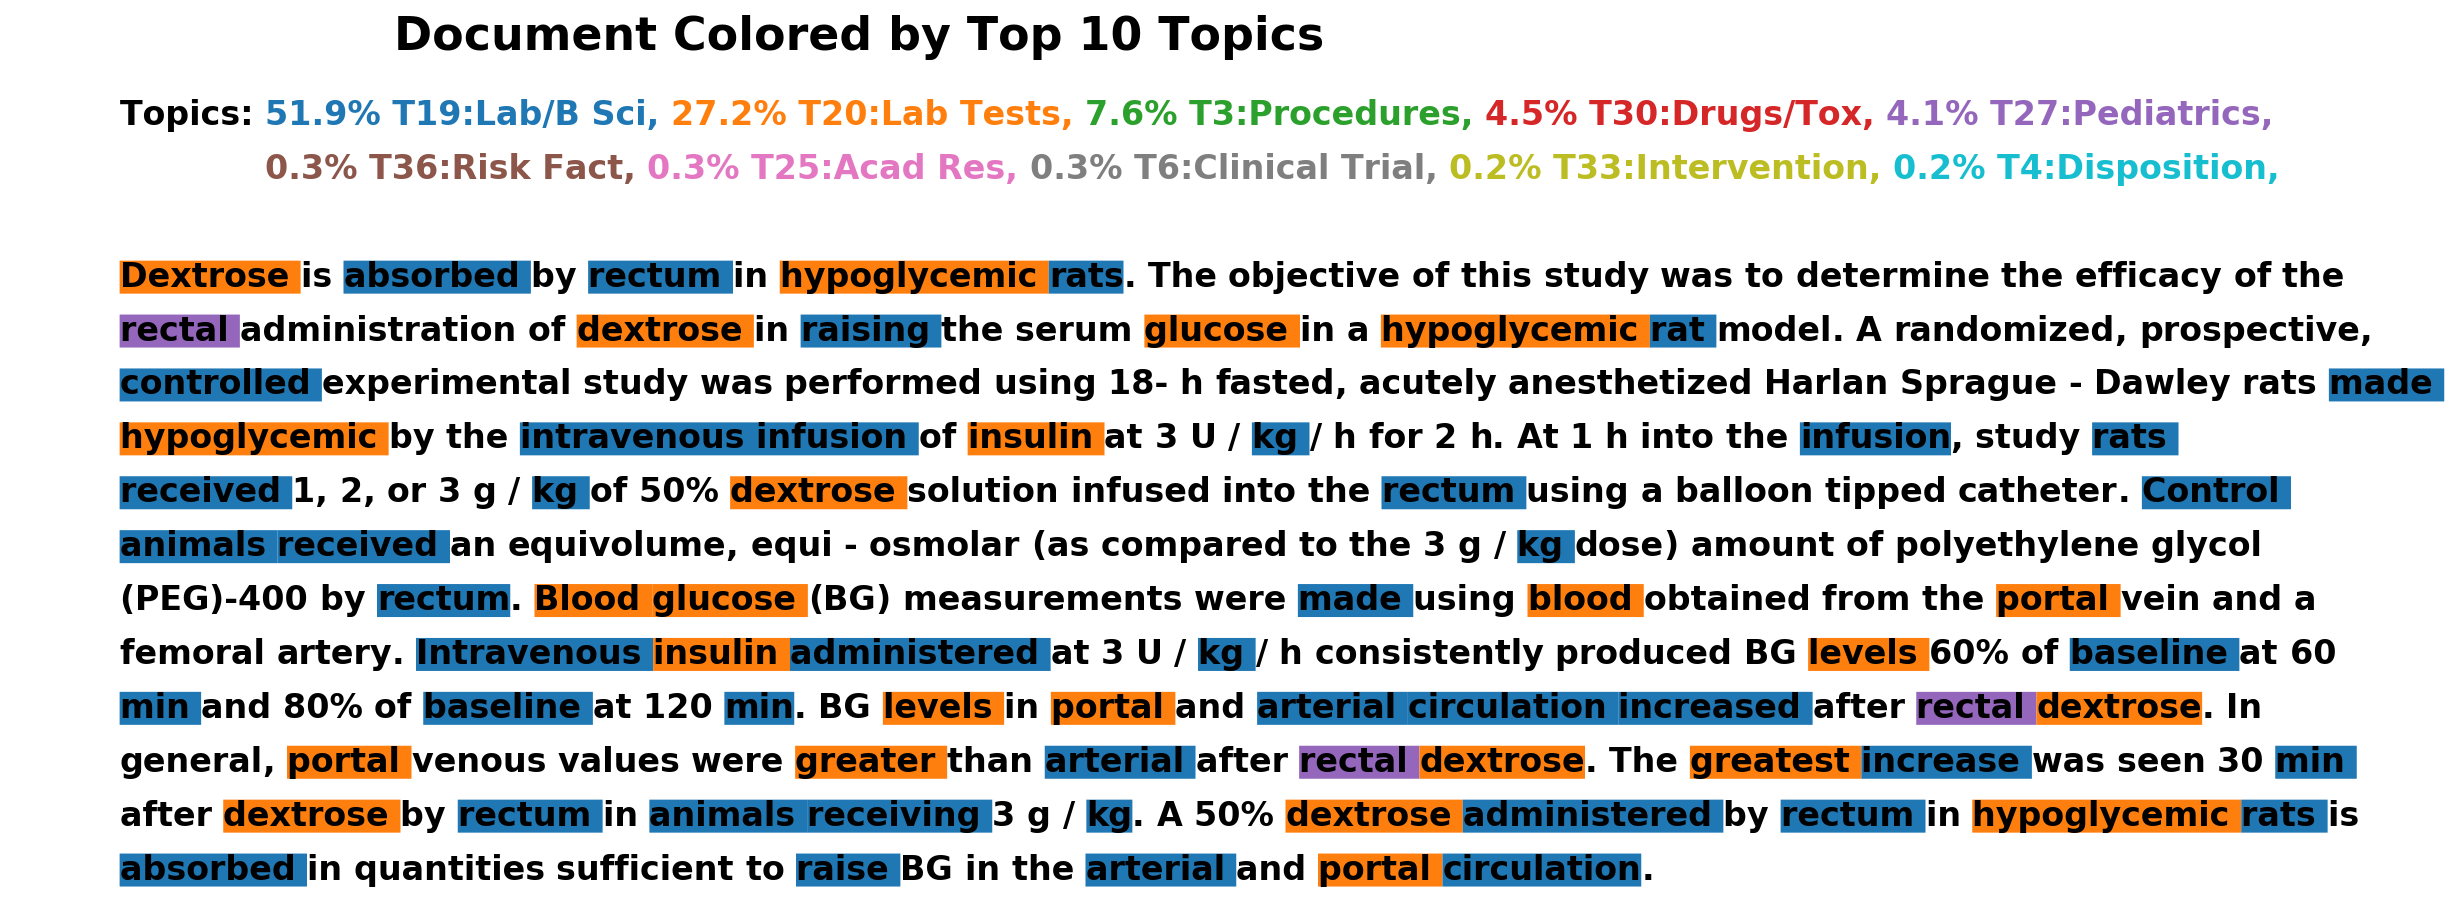 Document Colored by Top 10 Topics
Topics: 51.9% T19:Lab/B Sci, 27.2% T20:Lab Tests, 7.6% T3:Procedures, 4.5% T30:Drugs/Tox, 4.1% T27:Pediatrics,
0.3% T36:Risk Fact, 0.3% T25:Acad Res, 0.3% T6:Clinical Trial, 0.2% T33:Intervention, 0.2% T4:Disposition,
Dextrose is absorbed by rectum in hypoglycemic rats. The objective of this study was to determine the efficacy of the
rectal administration of dextrose in raising the serum glucose in a hypoglycemic rat model. A randomized, prospective,
controlled experimental study was performed using 18- h fasted, acutely anesthetized Harlan Sprague - Dawley rats made
hypoglycemic by the intravenous infusion of insulin at 3 U / kg / h for 2 h. At 1 h into the infusion, study rats
received 1, 2, or 3 g / kg of 50% dextrose solution infused into the rectum using a balloon tipped catheter. Control
animals received an equivolume, equi - osmolar (as compared to the 3 g / kg dose) amount of polyethylene glycol
(PEG)-400 by rectum. Blood glucose (BG) measurements were made using blood obtained from the portal vein and a
femoral artery. Intravenous insulin administered at 3 U / kg / h consistently produced BG levels 60% of baseline at 60
min and 80% of baseline at 120 min. BG levels in portal and arterial circulation increased after rectal dextrose. In
general, portal venous values were greater than arterial after rectal dextrose. The greatest increase was seen 30 min
after dextrose by rectum in animals receiving 3 g / kg. A 50% dextrose administered by rectum in hypoglycemic rats is
absorbed in quantities sufficient to raise BG in the arterial and portal circulation.